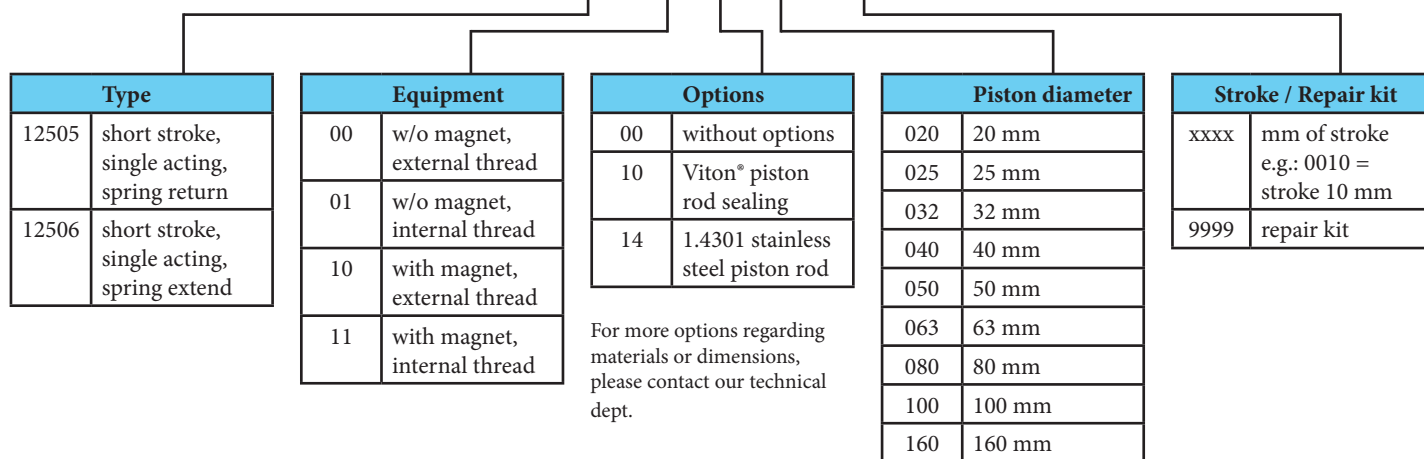 Type
12505 short stroke,
single acting,
spring return
12506 short stroke,
single acting,
spring extend
Equipment
00 w/o magnet,
external thread
01 w/o magnet,
internal thread
10 with magnet,
external thread
11 with magnet,
internal thread
Options
00 without options
10 Viton® piston
rod sealing
14 1.4301 stainless
steel piston rod
For more options regarding
materials or dimensions,
please contact our technical
dept.
Piston diameter
020 20 mm
025 25 mm
032 32 mm
040 40 mm
050 50 mm
063 63 mm
080 80 mm
100 100 mm
160 160 mm
Stroke / Repair kit
xxxx mm of stroke
e.g.: 0010 =
stroke 10 mm
9999 repair kit